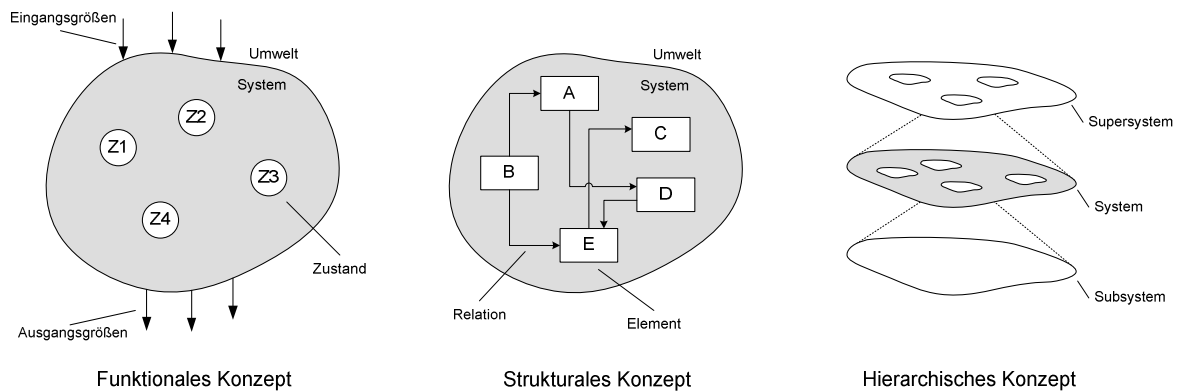 Eingangsgrößen
Umwelt
System
Z1
Z2
Z3
Z4
Zustand
Ausgangsgrößen
Funktionales Konzept
Umwelt
System
A
B
C
D
E
Relation
Element
Strukturales Konzept
Supersystem
System
Subsystem
Hierarchisches Konzept